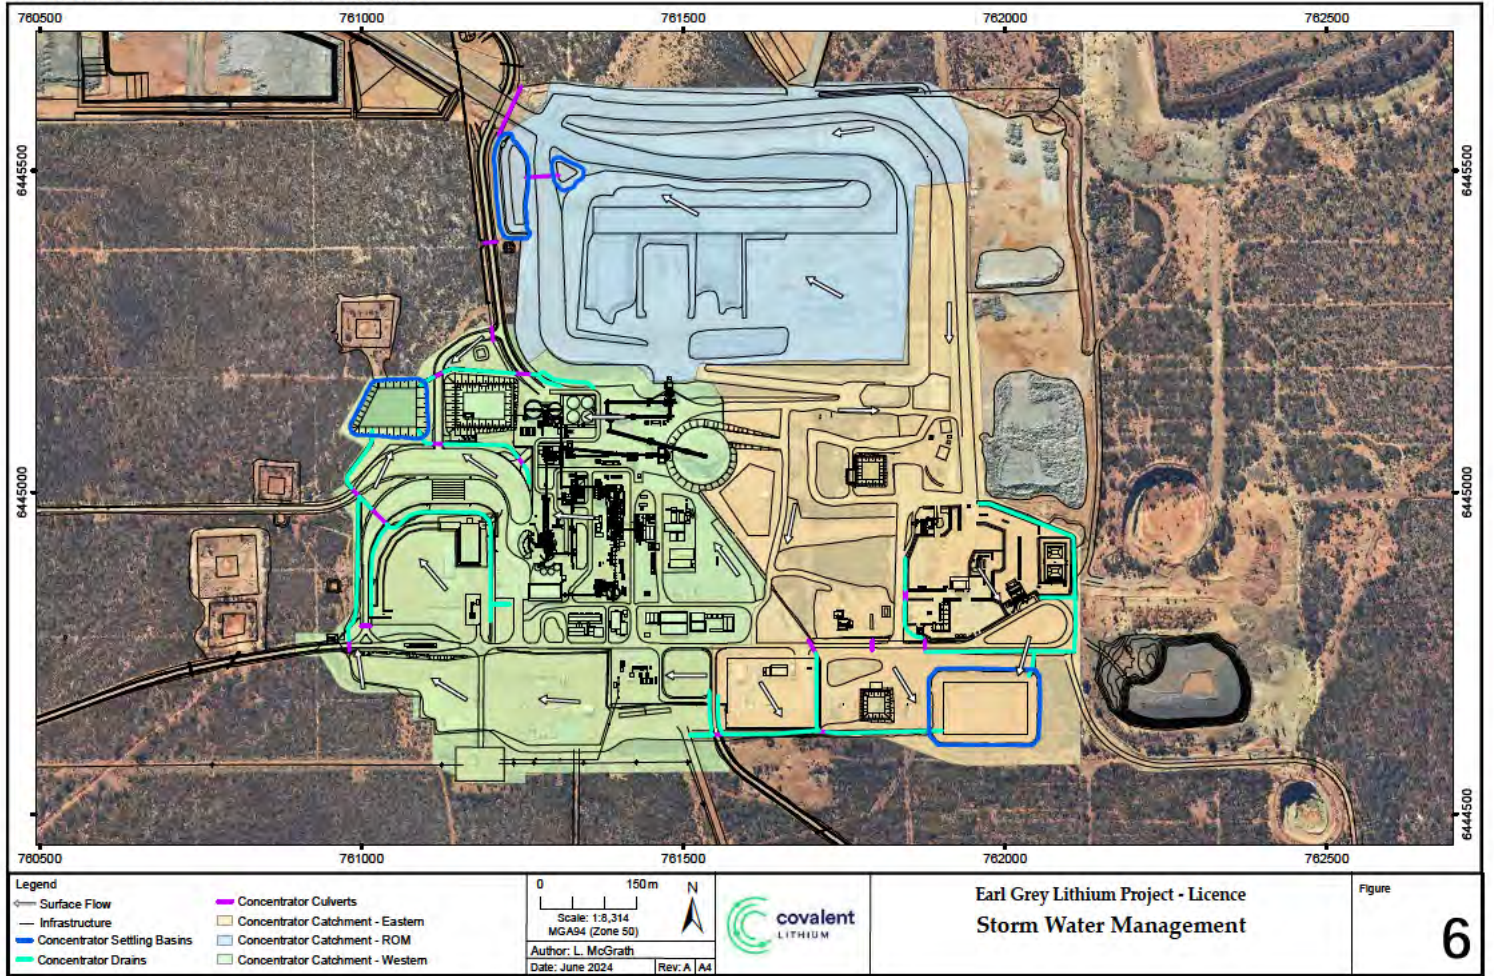 760500 761000 761500 762000 762500
6445500 6445500
6445000 6445000
6444500
760500 761000 761500 762000 762500
Legend
Surface Flow
Infrastructure
Concentrator Settling Basins
Concentrator Drains
Concentrator Culverts
Concentrator Catchment - Eastern
Concentrator Catchment - ROM
Concentrator Catchment - Western
0 150 m
N
Scale: 1:8,314
MGA94 (Zone 50)
Author: L. McGrath
Date: June 2024 Rev: A A4
covalent
LITHIUM
Earl Grey Lithium Project - Licence
Storm Water Management
Figure
6